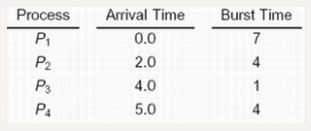 Process Arrival Time Burst Time
P1 0.0 7
P2 2.0 4
P3 4.0 1
P4 5.0 4